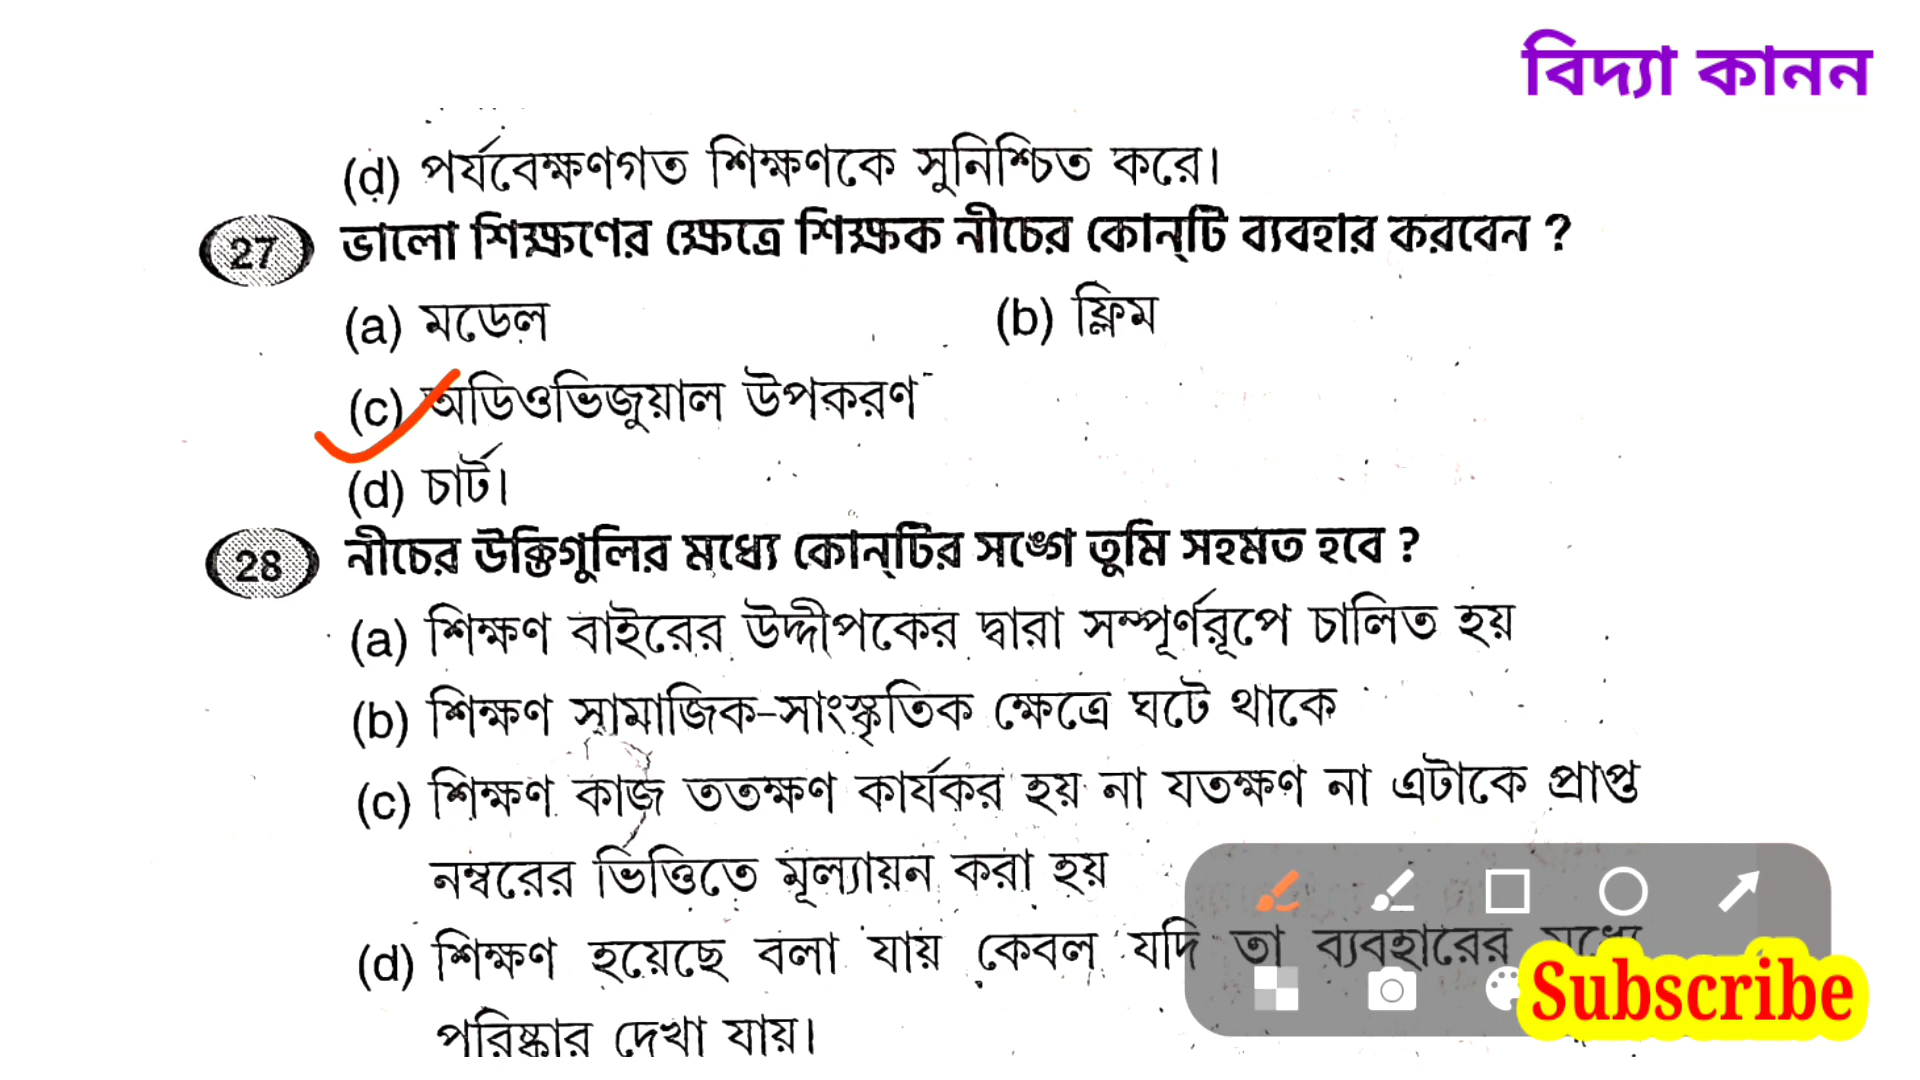 বিদ্যা কানন
(d) পর্যবেক্ষণগত শিক্ষণকে সুনিশ্চিত করে।
27 ভালো শিক্ষণের ক্ষেত্রে শিক্ষক নীচের কোন্‌টি ব্যবহার করবেন ?
(a) মডেল (b) ফ্লিম
(c) অডিওভিজুয়াল উপকরণ
(d) চার্ট।
28 নীচের উক্তিগুলির মধ্যে কোন্‌টির সঙ্গে তুমি সহমত হবে ?
(a) শিক্ষণ বাইরের উদ্দীপকের দ্বারা সম্পূর্ণরূপে চালিত হয়
(b) শিক্ষণ সামাজিক-সাংস্কৃতিক ক্ষেত্রে ঘটে থাকে
(c) শিক্ষণ কাজ ততক্ষণ কার্যকর হয় না যতক্ষণ না এটাকে প্রাপ্ত
নম্বরের ভিত্তিতে মূল্যায়ন করা হয়
(d) শিক্ষণ হয়েছে বলা যায় কেবল যদি তা ব্যবহারের মধ্যে
পরিষ্কার দেখা যায়।
Subscribe